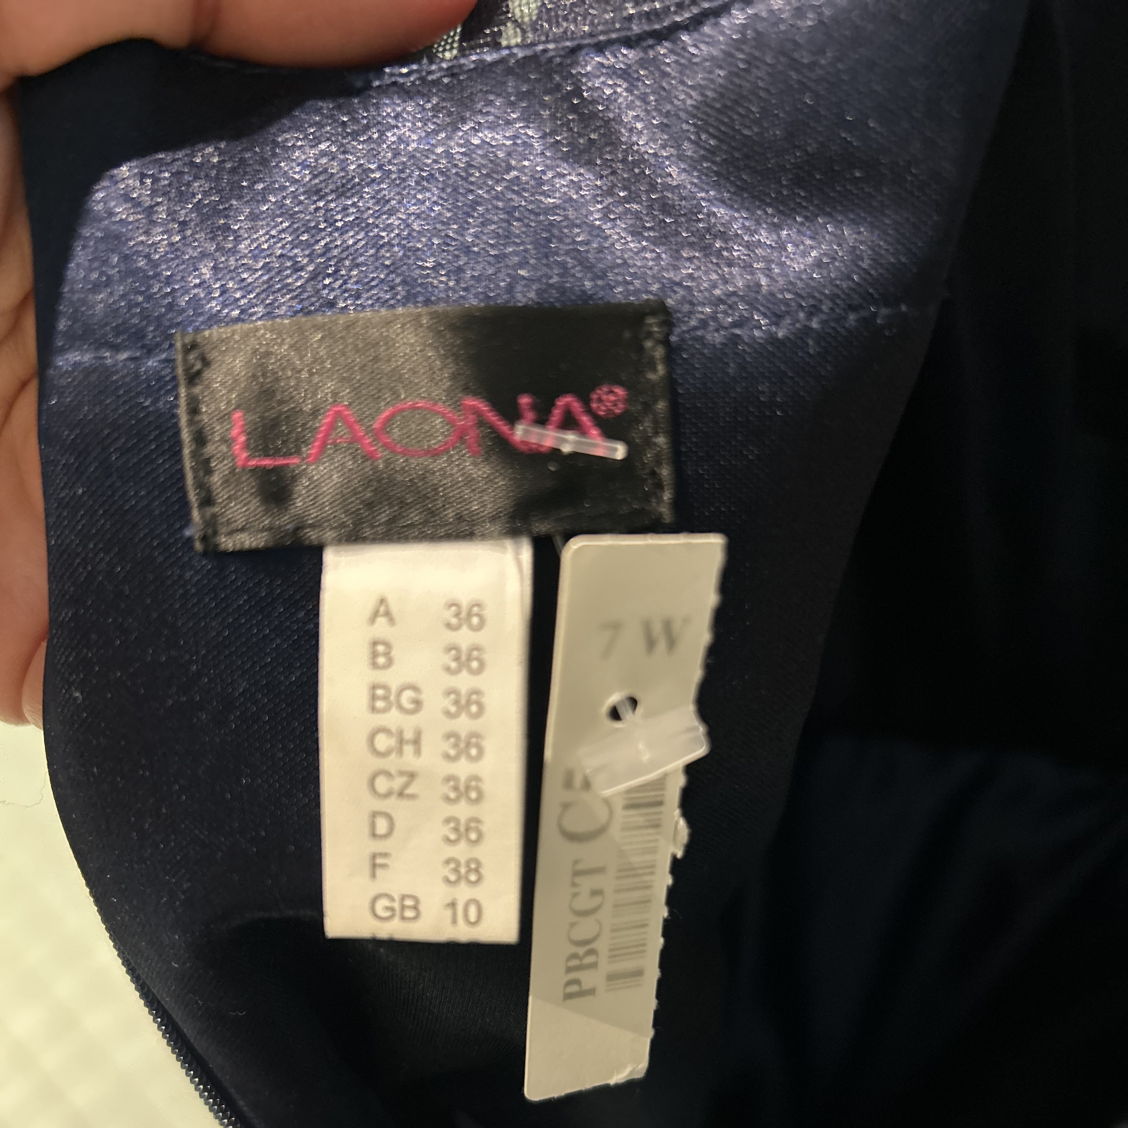 LAONA®
A 36
B 36
BG 36
CH 36
CZ 36
D 36
F 38
GB 10
7 W
PBCGT